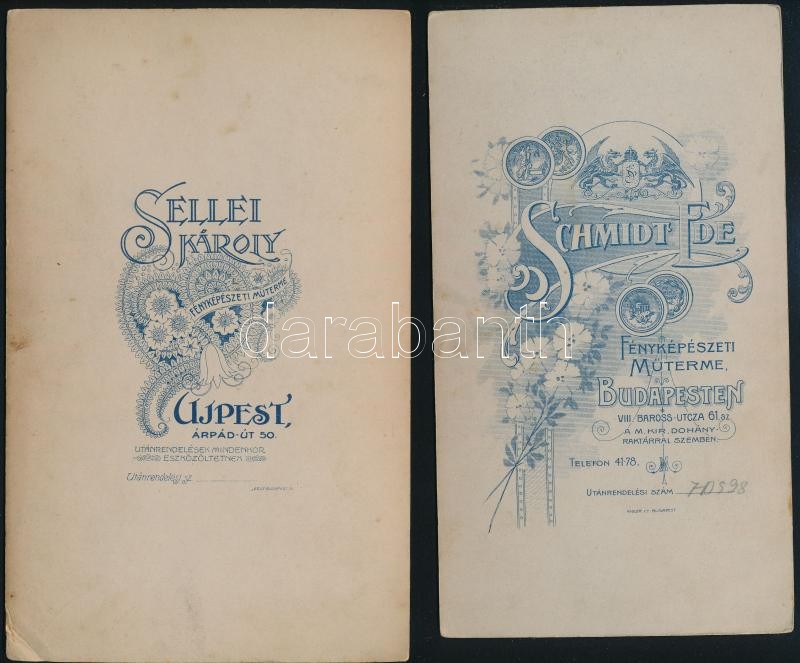 SELLEI
KÁROLY
FÉNYKÉPÉSZETI MŰTERME
UJPEST,
ÁRPÁD-ÚT 50.
UTÁNRENDELÉSEK MINDENKOR
ESZKÖZÖLTETNEK
Utánrendelési sz.
SCHMIDT EDE
FÉNYKÉPÉSZETI
MŰTERME,
BUDAPESTEN
VIII. BAROSS-UTCZA 61. SZ.
A M. KIR. DOHÁNY-
RAKTÁRRAL SZEMBEN.
TELEFON 41-78.
UTÁNRENDELÉSI SZÁM
darabanth